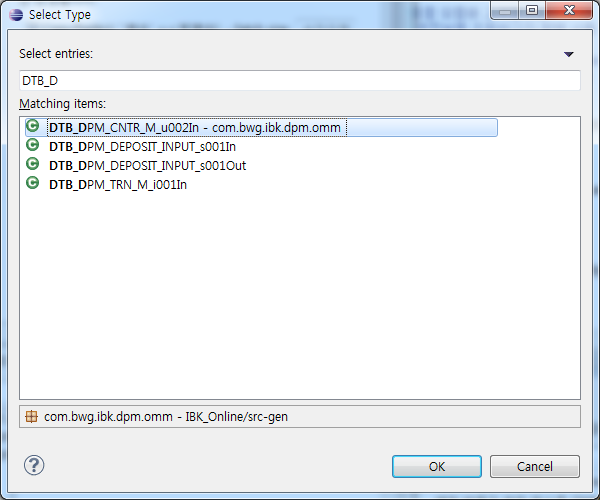 Select Type
Select entries:
DTB_D
Matching items:
DTB_DPM_CNTR_M_u002In - com.bwg.ibk.dpm.omm
DTB_DPM_DEPOSIT_INPUT_s001In
DTB_DPM_DEPOSIT_INPUT_s001Out
DTB_DPM_TRN_M_i001In
com.bwg.ibk.dpm.omm - IBK_Online/src-gen
?
OK
Cancel